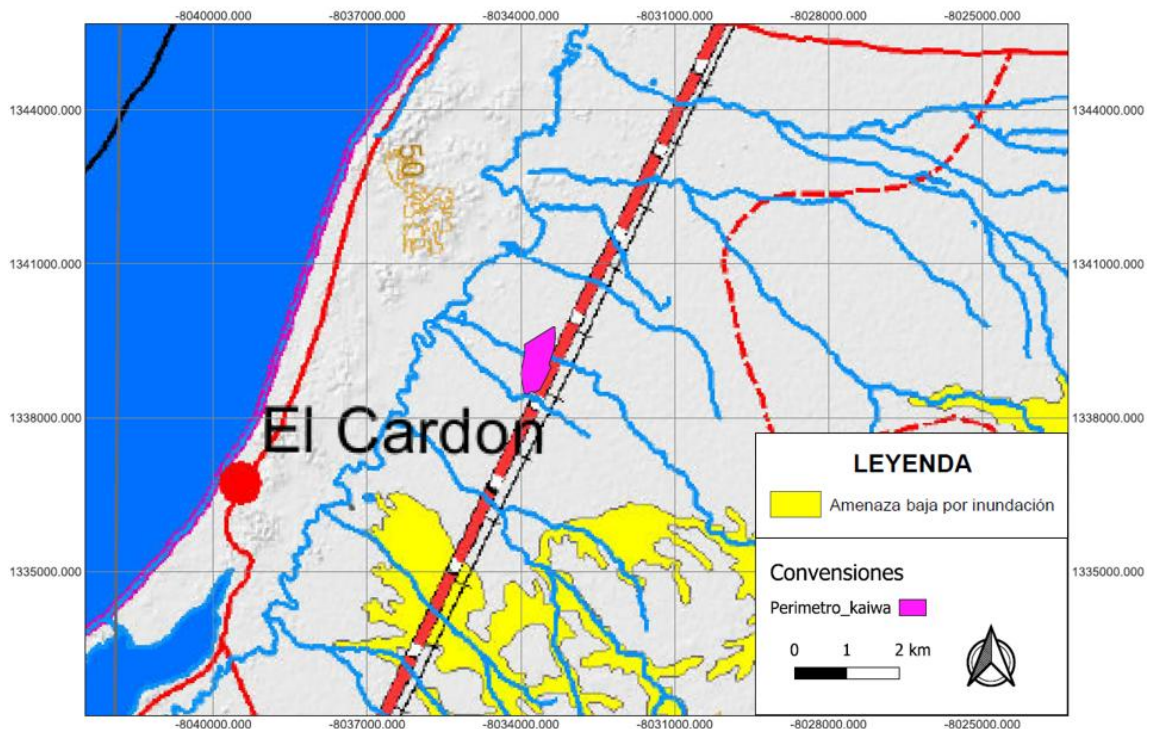 -8040000.000 -8037000.000 -8034000.000 -8031000.000 -8028000.000 -8025000.000
1344000.000 1344000.000
50
1341000.000 1341000.000
1338000.000 1338000.000
El Cardon
LEYENDA
Amenaza baja por inundación
1335000.000 1335000.000
Convensiones
Perimetro_kaiwa
0 1 2 km
-8040000.000 -8037000.000 -8034000.000 -8031000.000 -8028000.000 -8025000.000